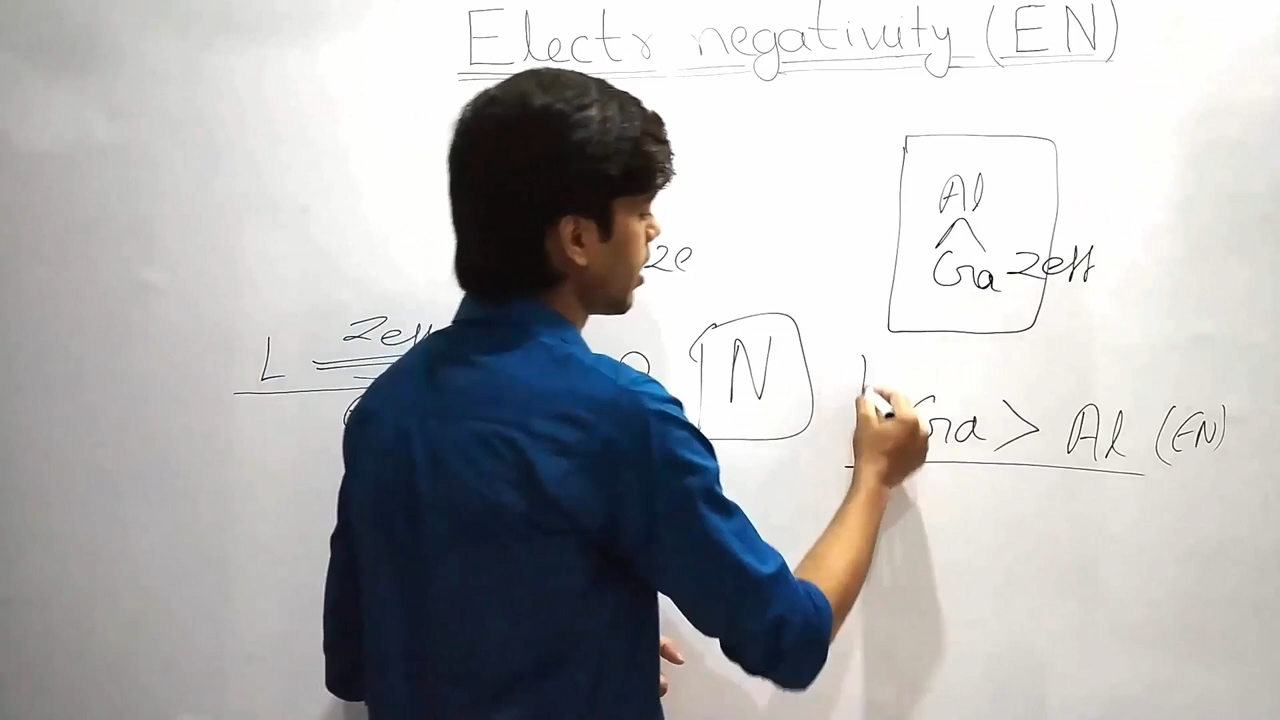 Electr negativity (EN)
Al
Ga Zeff
ze
L Zeff
N
Ga > Al (EN)